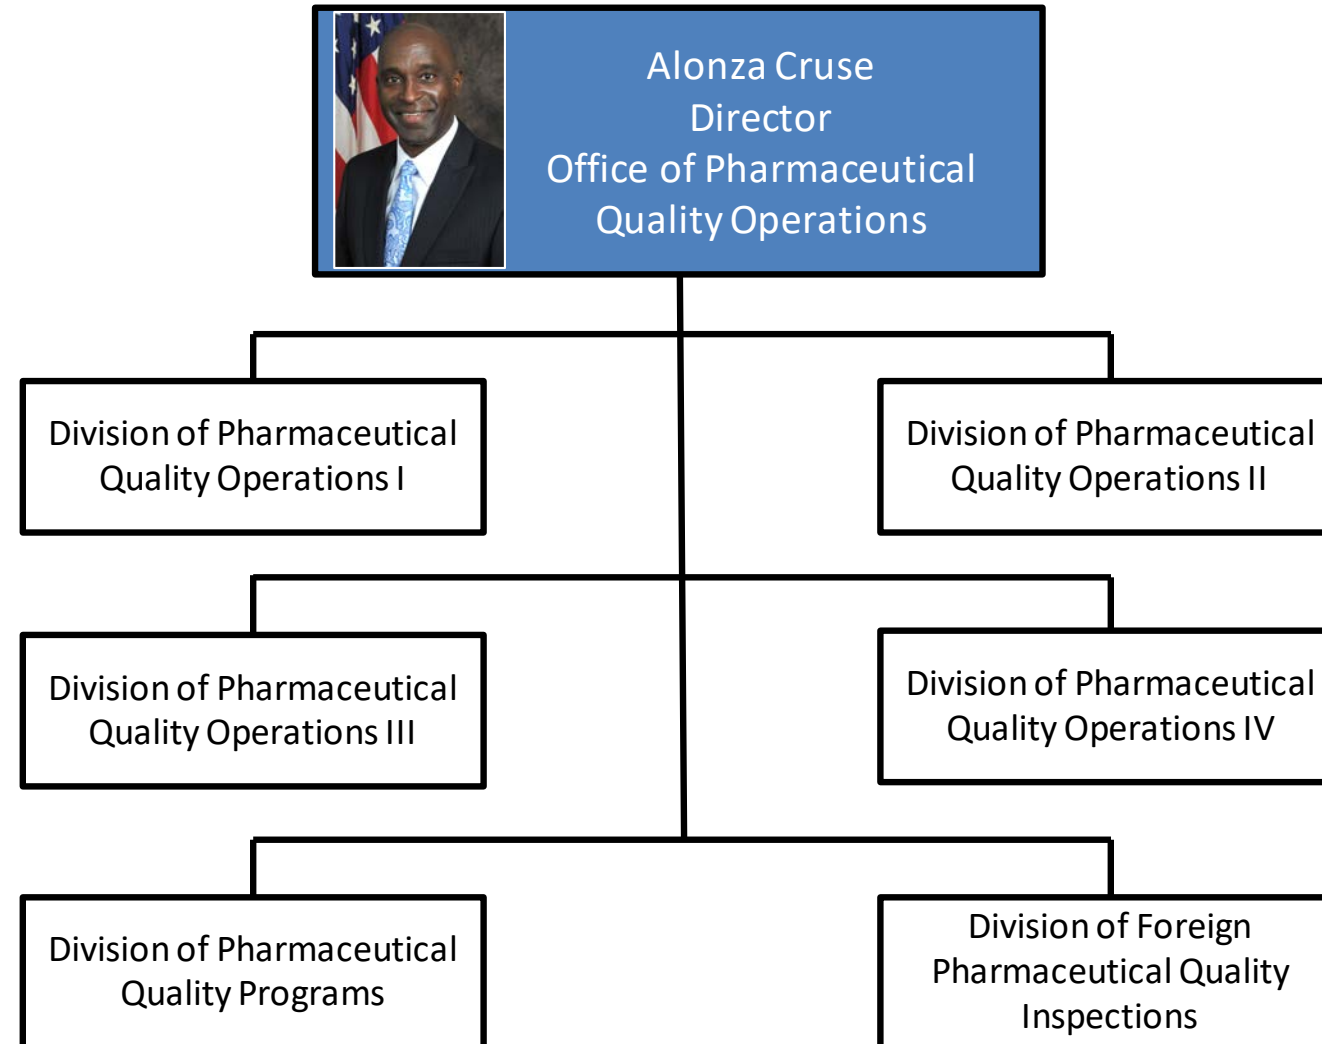 Alonza Cruse
Director
Office of Pharmaceutical
Quality Operations
Division of Pharmaceutical
Quality Operations I
Division of Pharmaceutical
Quality Operations II
Division of Pharmaceutical
Quality Operations III
Division of Pharmaceutical
Quality Operations IV
Division of Pharmaceutical
Quality Programs
Division of Foreign
Pharmaceutical Quality
Inspections